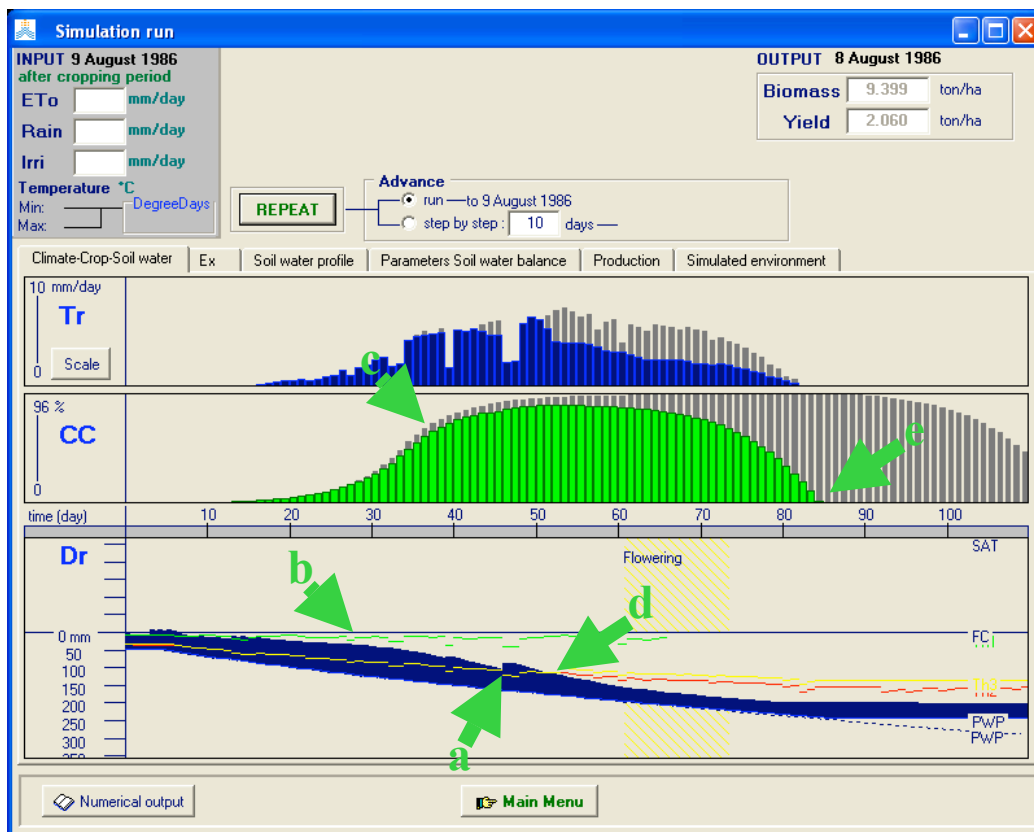 Simulation run
INPUT 9 August 1986
after cropping period
ETo mm/day
Rain mm/day
Irri mm/day
Temperature °C
Min:
Max:
DegreeDays
OUTPUT 8 August 1986
Biomass 9.399 ton/ha
Yield 2.060 ton/ha
REPEAT
Advance
run to 9 August 1986
step by step : 10 days
Climate-Crop-Soil water
Ex
Soil water profile
Parameters Soil water balance
Production
Simulated environment
10 mm/day
Tr
0
Scale
c
96 %
CC
0
e
time (day) 10 20 30 40 50 60 70 80 90 100
Dr
SAT
Flowering
b
d
0 mm
FC
50
100
150
200
250
300
PWP
PWP
a
Numerical output
Main Menu